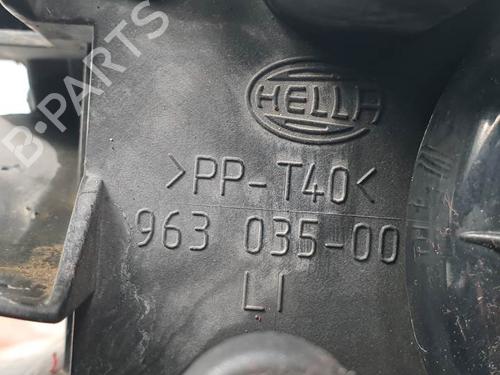 HELLA
>PP-T40<
963 035-00
LI
B-PARTS